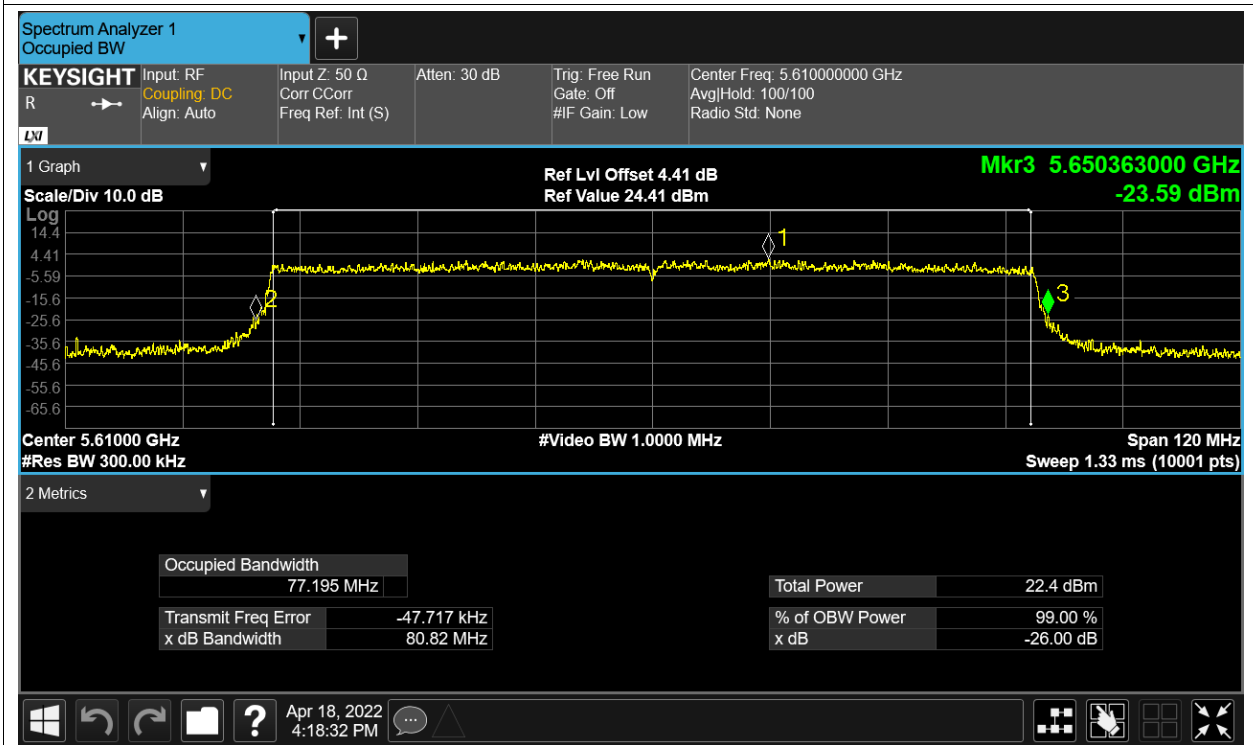 Spectrum Analyzer 1
Occupied BW
KEYSIGHT
R
LXI
Input: RF
Coupling: DC
Align: Auto
Input Z: 50 Ω
Corr CCorr
Freq Ref: Int (S)
Atten: 30 dB
Trig: Free Run
Gate: Off
#IF Gain: Low
Center Freq: 5.610000000 GHz
Avg|Hold: 100/100
Radio Std: None
1 Graph
Scale/Div 10.0 dB
Ref Lvl Offset 4.41 dB
Ref Value 24.41 dBm
Mkr3 5.650363000 GHz
-23.59 dBm
Log
14.4
4.41
-5.59
-15.6
-25.6
-35.6
-45.6
-55.6
-65.6
1
2
3
Center 5.61000 GHz
#Video BW 1.0000 MHz
Span 120 MHz
#Res BW 300.00 kHz
Sweep 1.33 ms (10001 pts)
2 Metrics
Occupied Bandwidth
77.195 MHz
Transmit Freq Error -47.717 kHz
x dB Bandwidth 80.82 MHz
Total Power 22.4 dBm
% of OBW Power 99.00 %
x dB -26.00 dB
?
Apr 18, 2022
4:18:32 PM